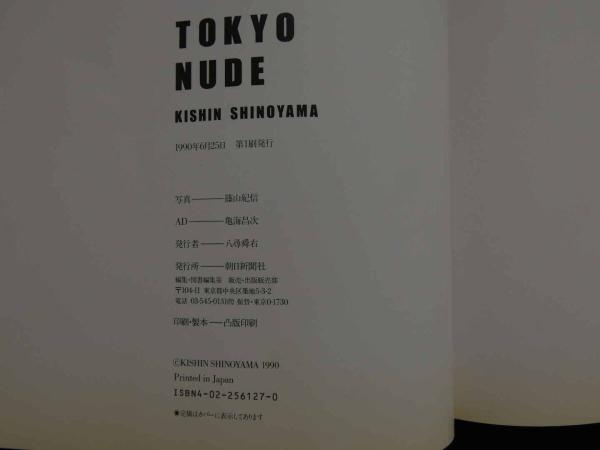 TOKYO
NUDE
KISHIN SHINOYAMA
1990年6月25日 第1刷発行
写真———篠山紀信
AD———亀海昌次
発行者——八尋舜右
発行所———朝日新聞社
編集・図書編集室 販売・出版販売部
〒104-11 東京都中央区築地5-3-2
電話 03-545-0131(代) 振替・東京0-1730
印刷・製本——凸版印刷
©KISHIN SHINOYAMA 1990
Printed in Japan
ISBN4-02-256127-0
●定価はカバーに表示してあります